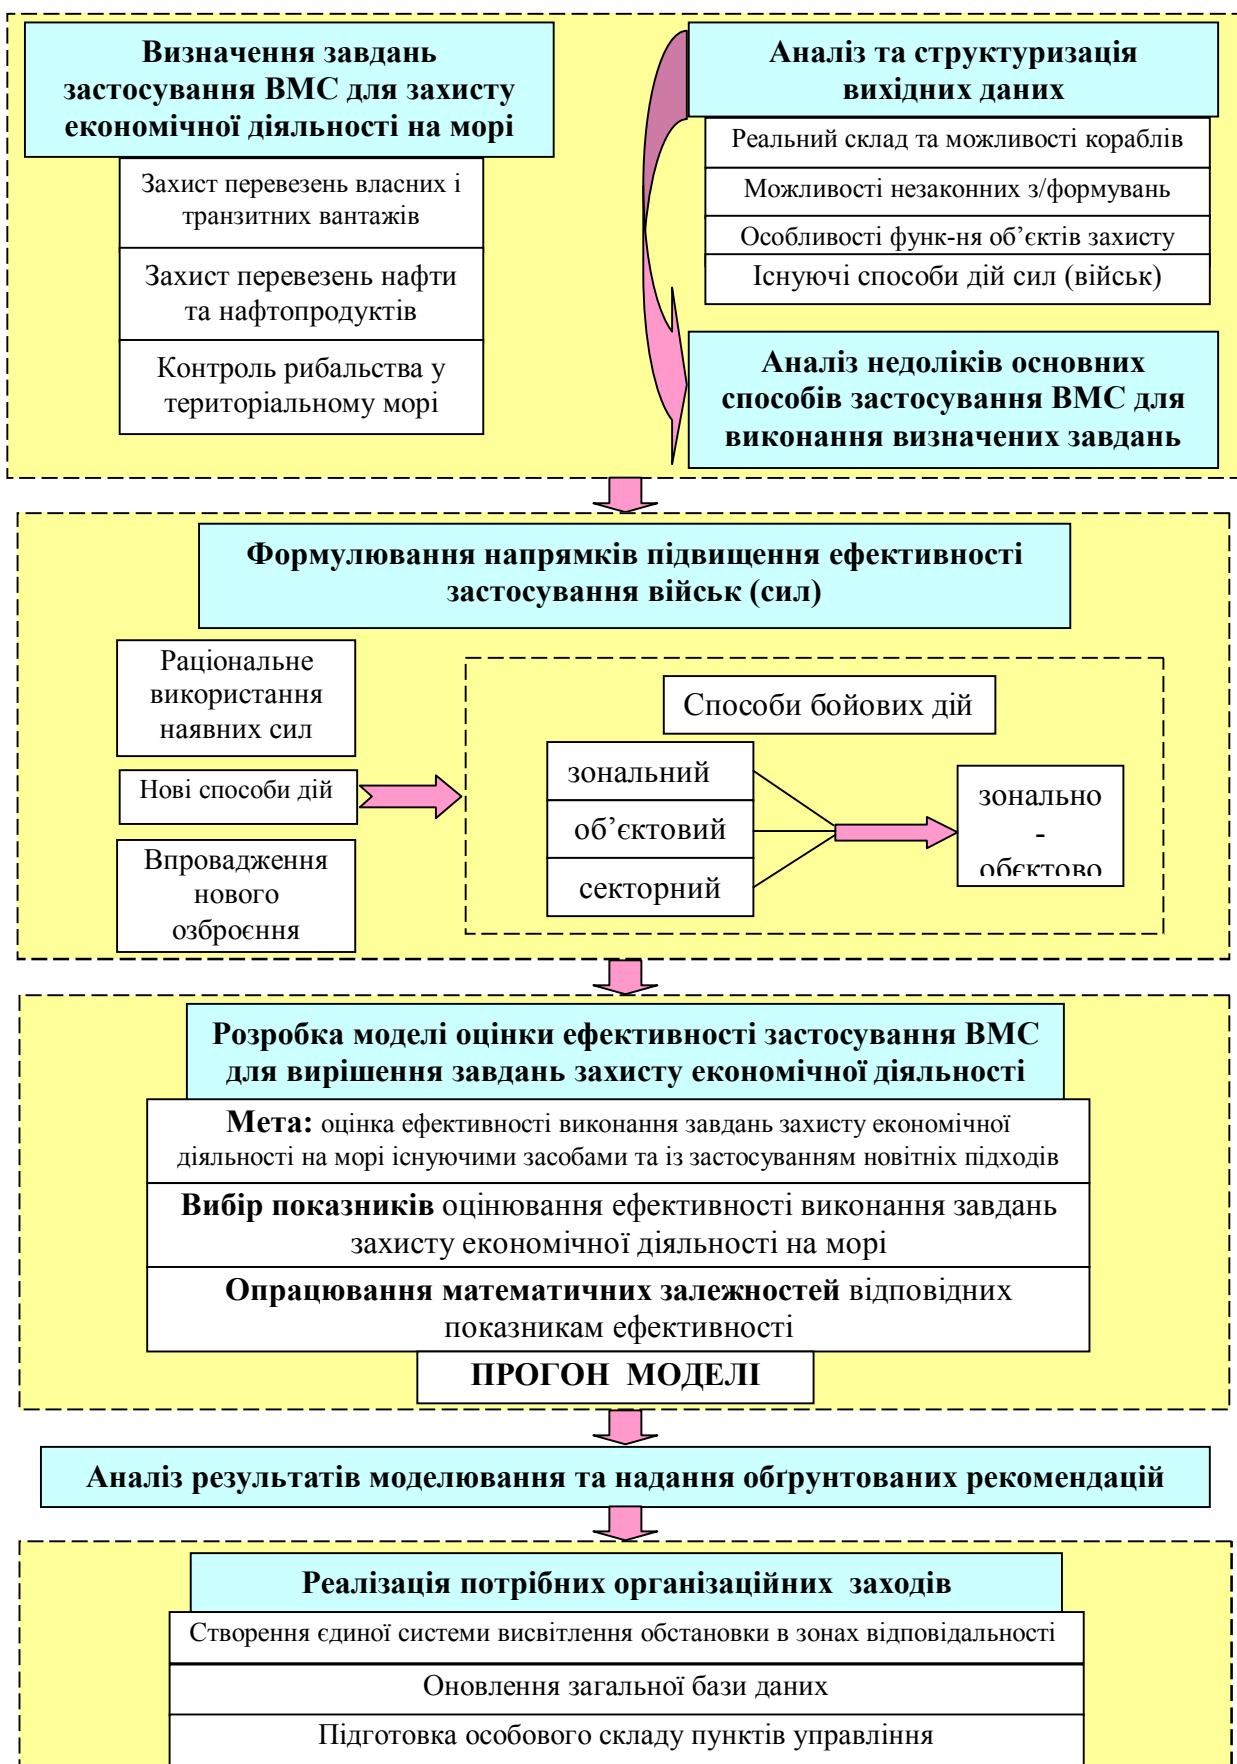 Визначення завдань
застосування ВМС для захисту
економічної діяльності на морі
Захист перевезень власних і
транзитних вантажів
Захист перевезень нафти
та нафтопродуктів
Контроль рибальства у
територіальному морі
Аналіз та структуризація
вихідних даних
Реальний склад та можливості кораблів
Можливості незаконних з/формувань
Особливості функ-ня об’єктів захисту
Існуючі способи дій сил (військ)
Аналіз недоліків основних
способів застосування ВМС для
виконання визначених завдань
Формулювання напрямків підвищення ефективності
застосування військ (сил)
Раціональне
використання
наявних сил
Нові способи дій
Впровадження
нового
озброєння
Способи бойових дій
зональний
об’єктовий
секторний
зонально
-
обєктово
Розробка моделі оцінки ефективності застосування ВМС
для вирішення завдань захисту економічної діяльності
Мета: оцінка ефективності виконання завдань захисту економічної
діяльності на морі існуючими засобами та із застосуванням новітніх підходів
Вибір показників оцінювання ефективності виконання завдань
захисту економічної діяльності на морі
Опрацювання математичних залежностей відповідних
показникам ефективності
ПРОГОН МОДЕЛІ
Аналіз результатів моделювання та надання обґрунтованих рекомендацій
Реалізація потрібних організаційних заходів
Створення єдиної системи висвітлення обстановки в зонах відповідальності
Оновлення загальної бази даних
Підготовка особового складу пунктів управління